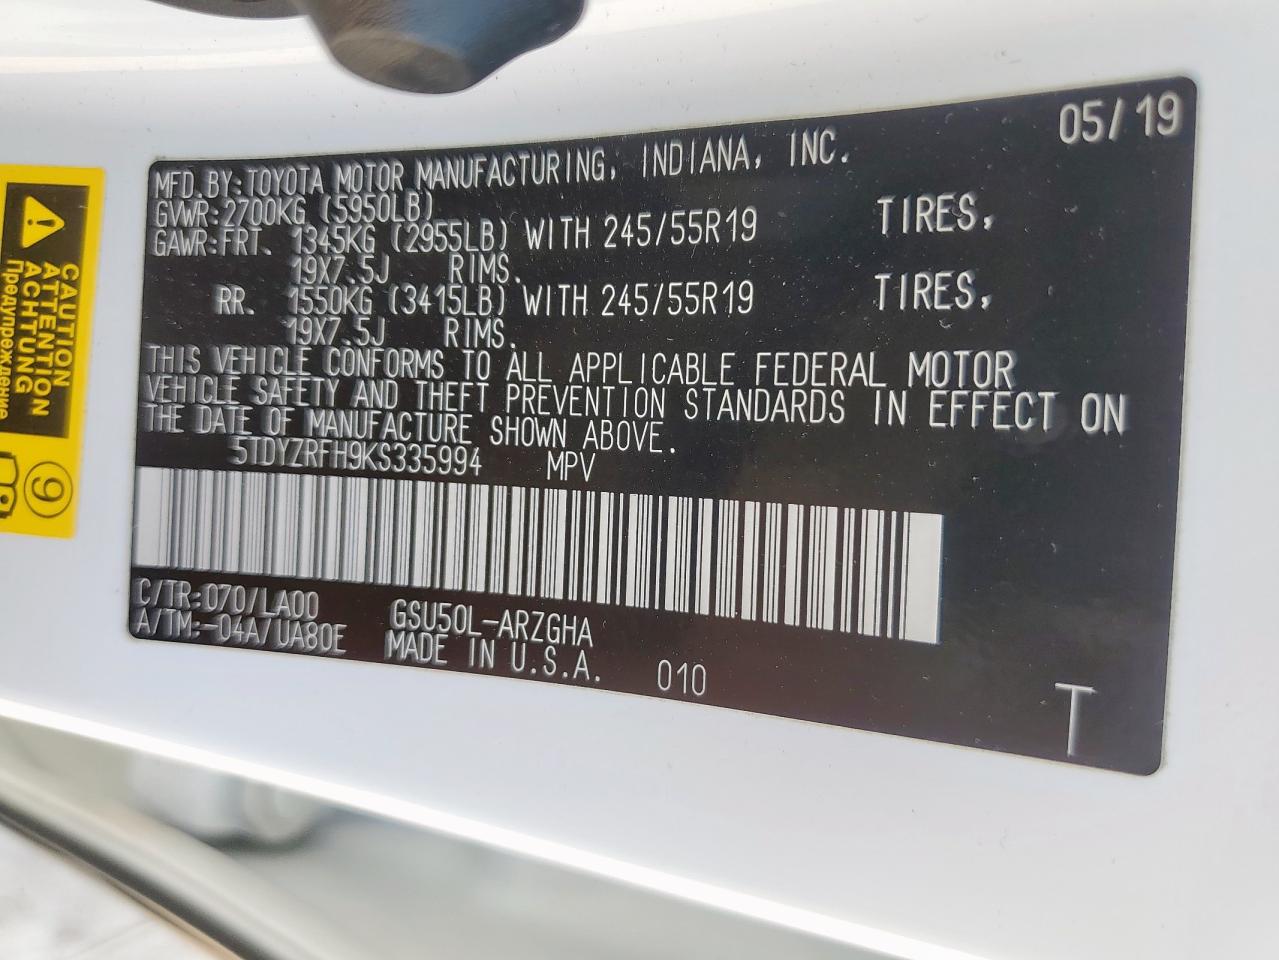 05/19
MFD.BY:TOYOTA MOTOR MANUFACTURING, INDIANA, INC.
GVWR:2700KG (5950LB)
GAWR:FRT. 1345KG (2955LB) WITH 245/55R19 TIRES,
19X7.5J RIMS.
RR. 1550KG (3415LB) WITH 245/55R19 TIRES,
19X7.5J RIMS.
THIS VEHICLE CONFORMS TO ALL APPLICABLE FEDERAL MOTOR
VEHICLE SAFETY AND THEFT PREVENTION STANDARDS IN EFFECT ON
THE DATE OF MANUFACTURE SHOWN ABOVE.
5TDYZRFH9KS335994 MPV
C/TR:070/LA00 GSU50L-ARZGHA
A/TM:-04A/UA80E MADE IN U.S.A. 010
T
CAUTION
ATTENTION
ACHTUNG
Предупреждение
9